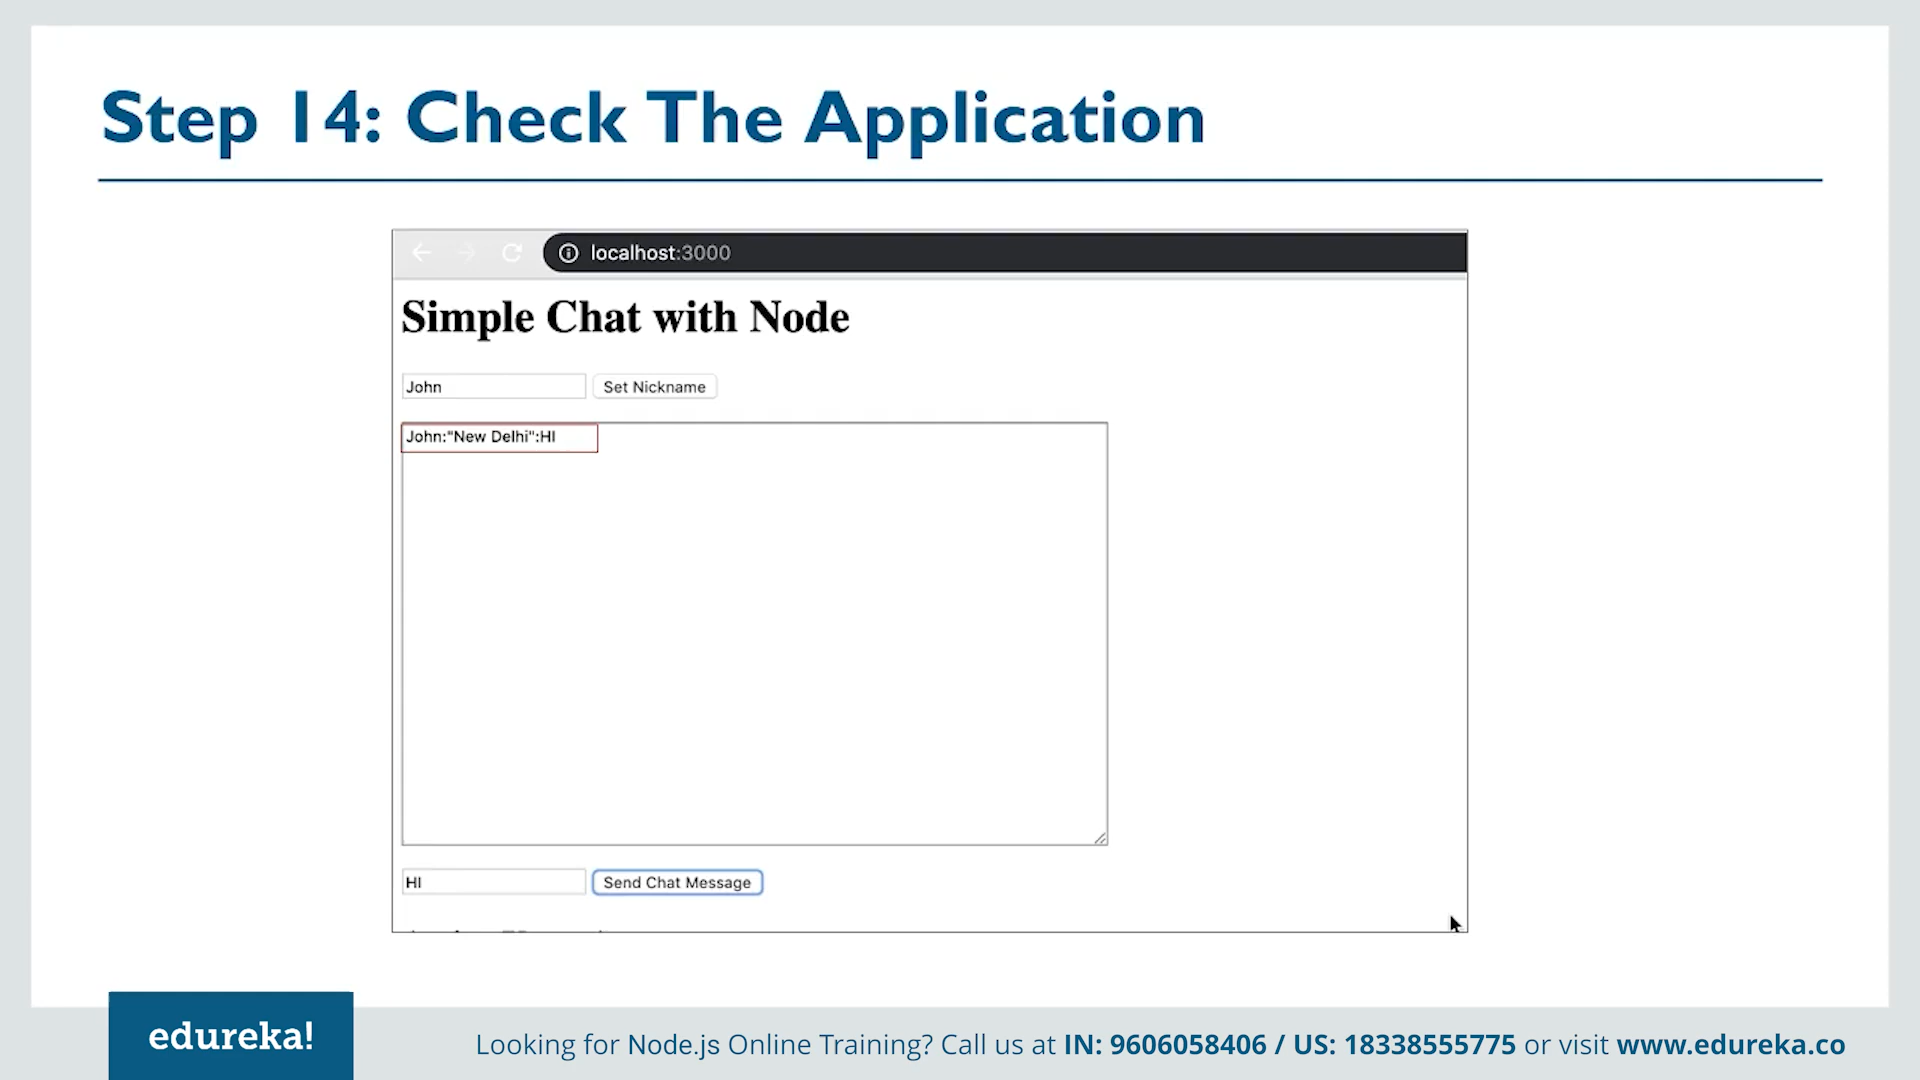 Step 14: Check The Application
localhost:3000
Simple Chat with Node
John Set Nickname
John:"New Delhi":HI
HI Send Chat Message
edureka!
Looking for Node.js Online Training? Call us at IN: 9606058406 / US: 18338555775 or visit www.edureka.co